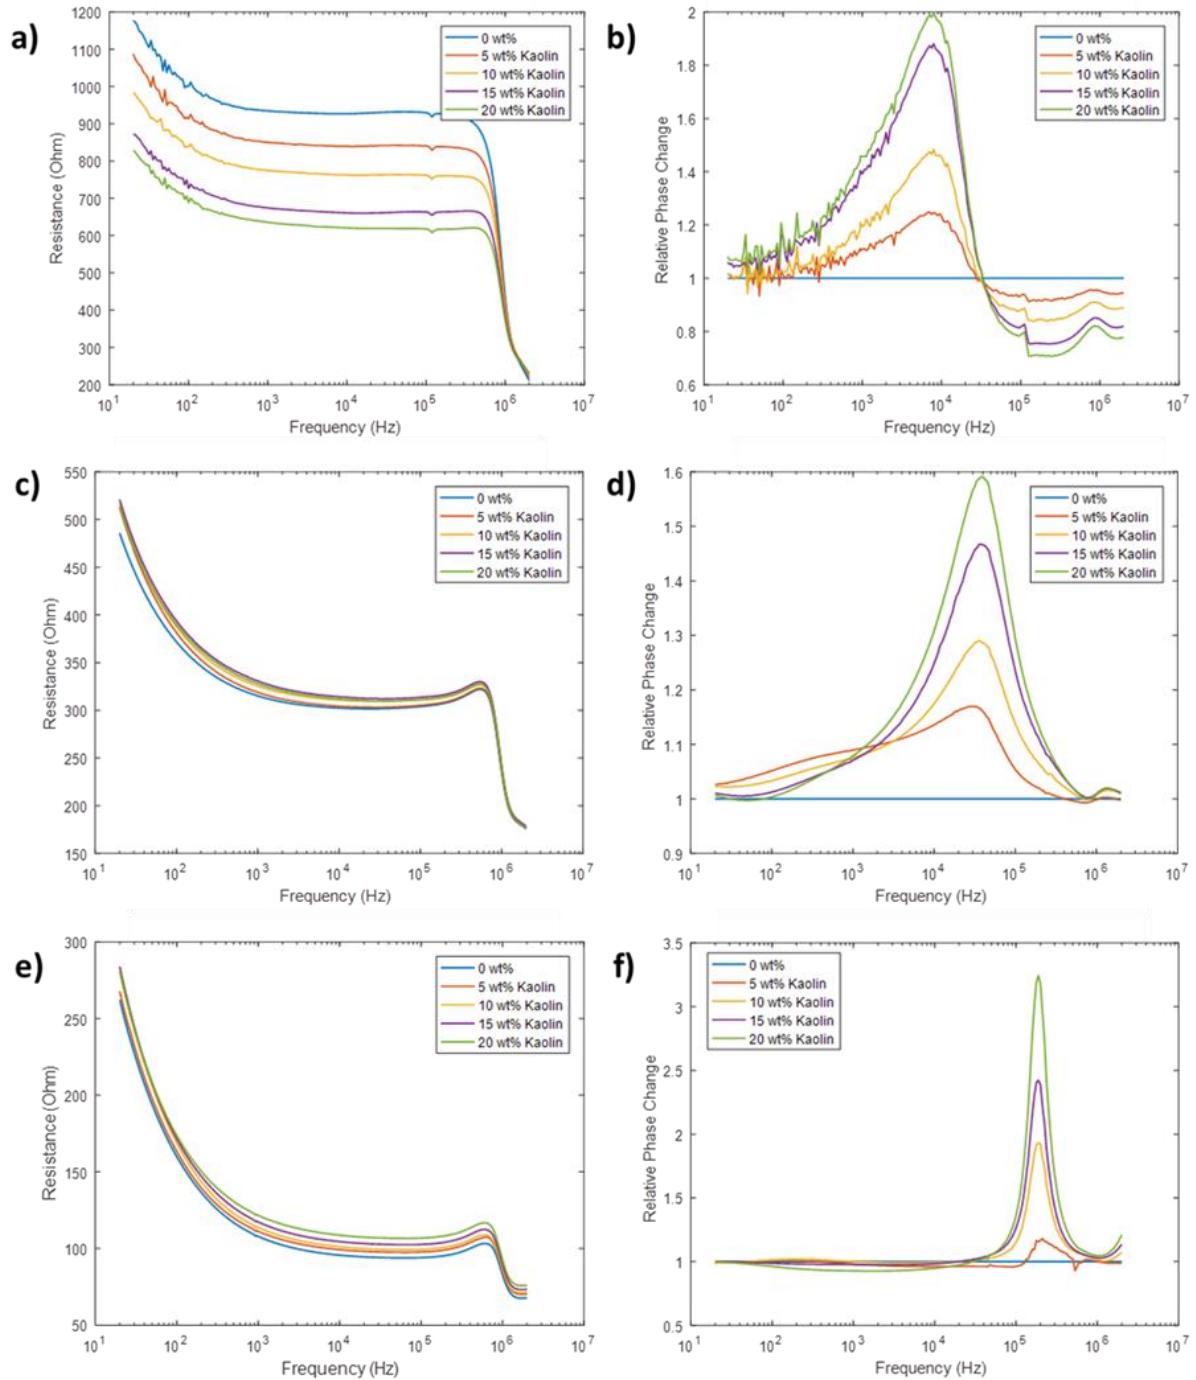 a)
1200
1100
1000
900
800
700
600
500
400
300
200
Resistance (Ohm)
0 wt%
5 wt% Kaolin
10 wt% Kaolin
15 wt% Kaolin
20 wt% Kaolin
10^1 10^2 10^3 10^4 10^5 10^6 10^7
Frequency (Hz)
b)
2
1.8
1.6
1.4
1.2
1
0.8
0.6
Relative Phase Change
0 wt%
5 wt% Kaolin
10 wt% Kaolin
15 wt% Kaolin
20 wt% Kaolin
10^1 10^2 10^3 10^4 10^5 10^6 10^7
Frequency (Hz)
c)
550
500
450
400
350
300
250
200
150
Resistance (Ohm)
0 wt%
5 wt% Kaolin
10 wt% Kaolin
15 wt% Kaolin
20 wt% Kaolin
10^1 10^2 10^3 10^4 10^5 10^6 10^7
Frequency (Hz)
d)
1.6
1.5
1.4
1.3
1.2
1.1
1
0.9
Relative Phase Change
0 wt%
5 wt% Kaolin
10 wt% Kaolin
15 wt% Kaolin
20 wt% Kaolin
10^1 10^2 10^3 10^4 10^5 10^6 10^7
Frequency (Hz)
e)
300
250
200
150
100
50
Resistance (Ohm)
0 wt%
5 wt% Kaolin
10 wt% Kaolin
15 wt% Kaolin
20 wt% Kaolin
10^1 10^2 10^3 10^4 10^5 10^6 10^7
Frequency (Hz)
f)
3.5
3
2.5
2
1.5
1
0.5
Relative Phase Change
0 wt%
5 wt% Kaolin
10 wt% Kaolin
15 wt% Kaolin
20 wt% Kaolin
10^1 10^2 10^3 10^4 10^5 10^6 10^7
Frequency (Hz)